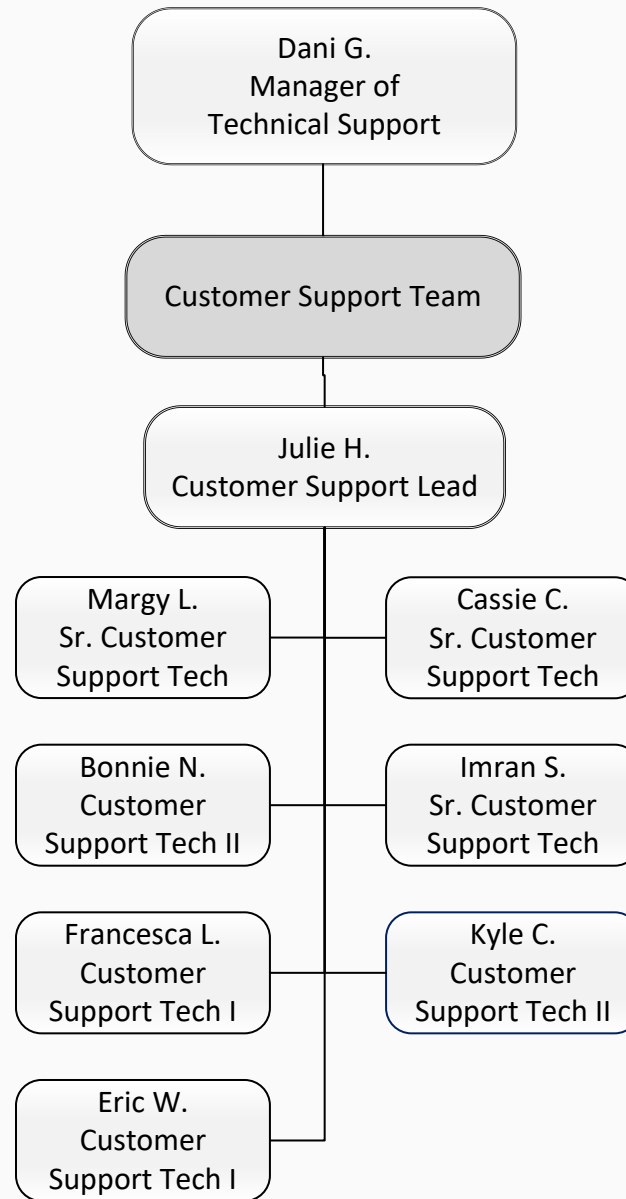 Dani G.
Manager of
Technical Support
Customer Support Team
Julie H.
Customer Support Lead
Margy L.
Sr. Customer
Support Tech
Cassie C.
Sr. Customer
Support Tech
Bonnie N.
Customer
Support Tech II
Imran S.
Sr. Customer
Support Tech
Francesca L.
Customer
Support Tech I
Kyle C.
Customer
Support Tech II
Eric W.
Customer
Support Tech I